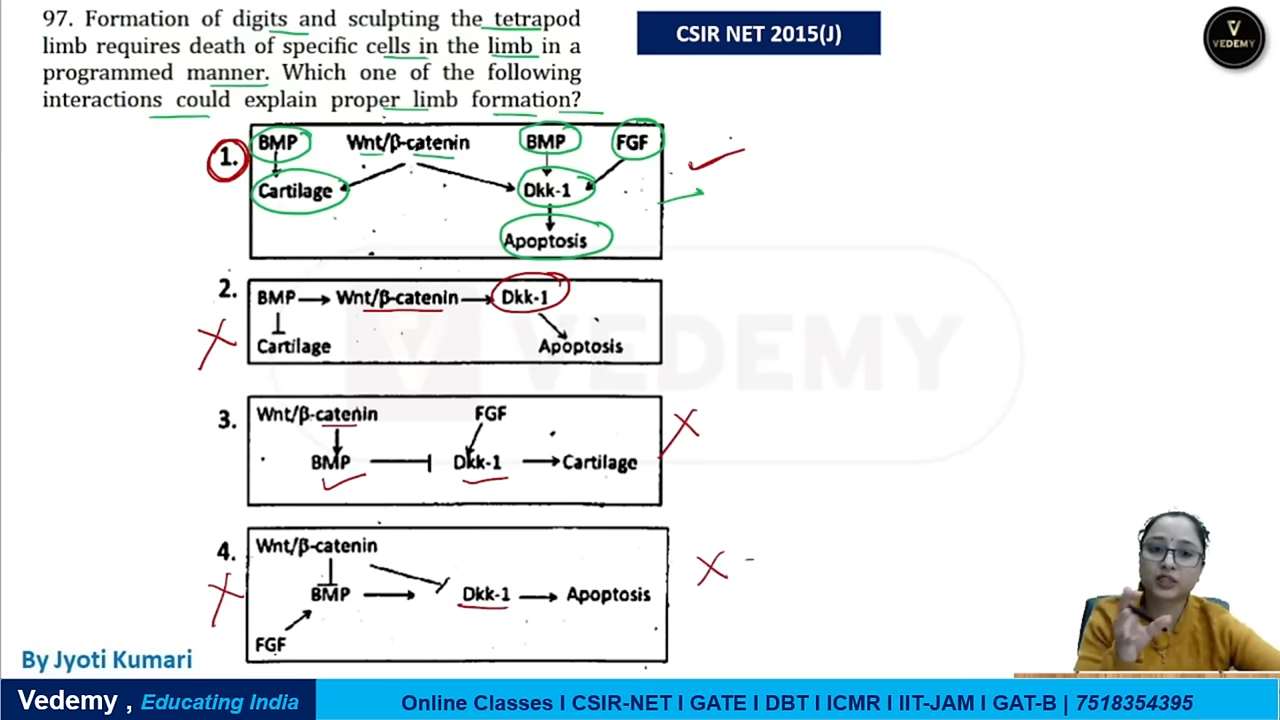 97. Formation of digits and sculpting the tetrapod
limb requires death of specific cells in the limb in a
programmed manner. Which one of the following
interactions could explain proper limb formation?
CSIR NET 2015(J)
VEDEMY
1.
BMP Wnt/β-catenin BMP FGF
Cartilage Dkk-1
Apoptosis
2.
BMP Wnt/β-catenin Dkk-1
Cartilage Apoptosis
VEDEMY
3.
Wnt/β-catenin FGF
BMP Dkk-1 Cartilage
4.
Wnt/β-catenin
BMP Dkk-1 Apoptosis
FGF
By Jyoti Kumari
Vedemy , Educating India
Online Classes I CSIR-NET I GATE I DBT I ICMR I IIT-JAM I GAT-B | 7518354395